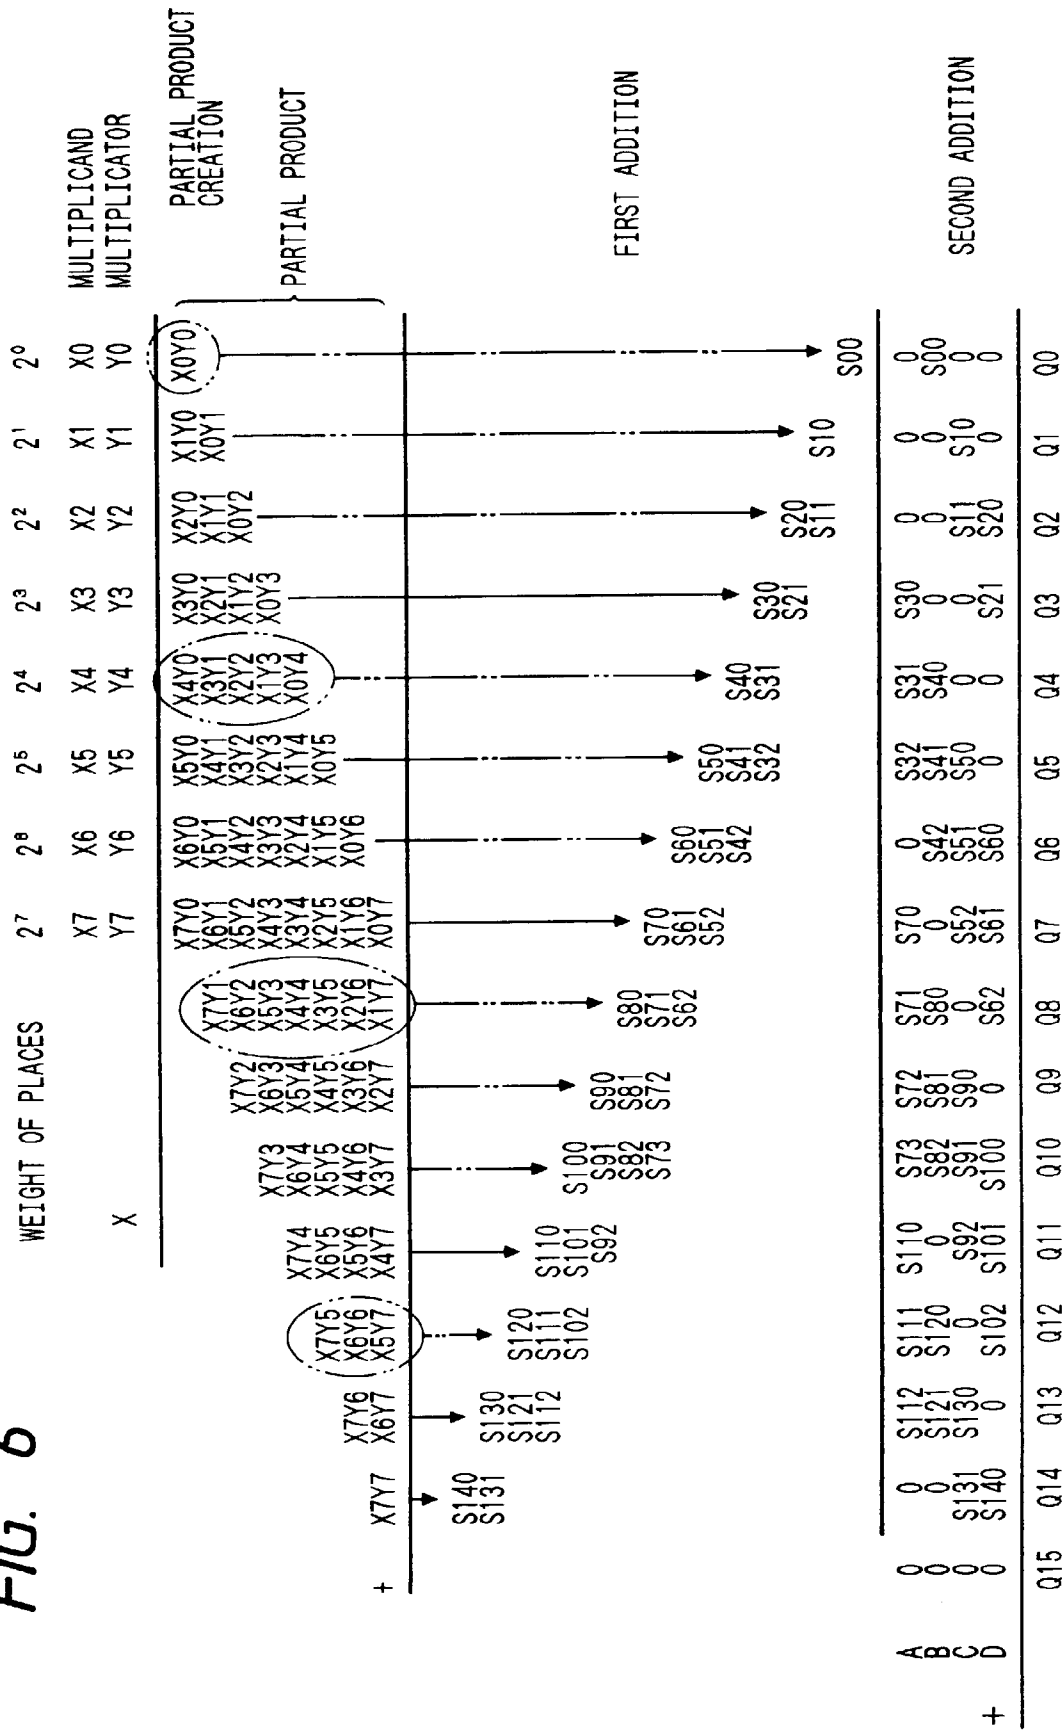 FIG. 6
WEIGHT OF PLACES 2⁷ 2⁶ 2⁵ 2⁴ 2³ 2² 2¹ 2⁰
X7 X6 X5 X4 X3 X2 X1 X0 MULTIPLICAND
X Y7 Y6 Y5 Y4 Y3 Y2 Y1 Y0 MULTIPLICATOR
X7Y0 X6Y0 X5Y0 X4Y0 X3Y0 X2Y0 X1Y0 X0Y0 PARTIAL PRODUCT
X7Y1 X6Y1 X5Y1 X4Y1 X3Y1 X2Y1 X1Y1 X0Y1 CREATION
X7Y2 X6Y2 X5Y2 X4Y2 X3Y2 X2Y2 X1Y2 X0Y2
X7Y3 X6Y3 X5Y3 X4Y3 X3Y3 X2Y3 X1Y3 X0Y3
X7Y4 X6Y4 X5Y4 X4Y4 X3Y4 X2Y4 X1Y4 X0Y4 PARTIAL PRODUCT
X7Y5 X6Y5 X5Y5 X4Y5 X3Y5 X2Y5 X1Y5 X0Y5
X7Y6 X6Y6 X5Y6 X4Y6 X3Y6 X2Y6 X1Y6 X0Y6
+ X7Y7 X6Y7 X5Y7 X4Y7 X3Y7 X2Y7 X1Y7 X0Y7
S140
S131 S130
S121 S120
S112 S111 S110
S102 S101 S100
S92 S91 S90
S82 S81 S80 FIRST ADDITION
S73 S72 S71 S70
S62 S61 S60
S52 S51 S50
S42 S41 S40
S32 S31 S30
S21 S20
S11 S10
S00
A 0 0 S112 S111 S110 S73 S72 S71 S70 0 S32 S31 S30 0 0 0
B 0 0 S121 S120 0 S82 S81 S80 0 S42 S41 S40 0 0 0 S00
C 0 S131 S130 0 S92 S91 S90 0 S52 S51 S50 0 0 S11 S10 0 SECOND ADDITION
+ D 0 S140 0 S102 S101 S100 0 S62 S61 S60 0 0 S21 S20 0 0
Q15 Q14 Q13 Q12 Q11 Q10 Q9 Q8 Q7 Q6 Q5 Q4 Q3 Q2 Q1 Q0